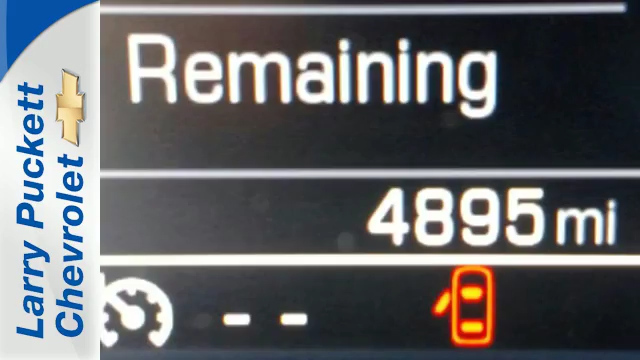 Larry Puckett
Chevrolet
Remaining
4895 mi
- -